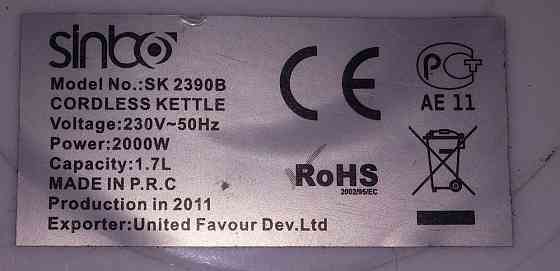 sinbo
Model No.:SK 2390B
CORDLESS KETTLE
Voltage:230V~50Hz
Power:2000W
Capacity:1.7L
MADE IN P.R.C
Production in 2011
Exporter:United Favour Dev.Ltd
CE
PCT
AE 11
RoHS
2002/95/EC